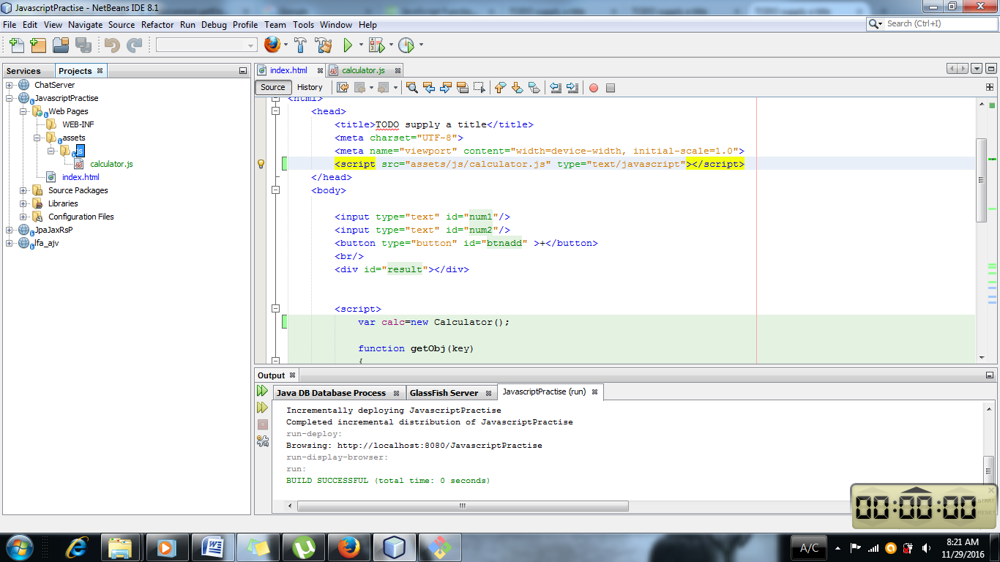 JavascriptPractise - NetBeans IDE 8.1
File Edit View Navigate Source Refactor Run Debug Profile Team Tools Window Help
Search (Ctrl+I)
Services Projects
index.html calculator.js
ChatServer
JavascriptPractise
Web Pages
WEB-INF
assets
js
calculator.js
index.html
Source Packages
Libraries
Configuration Files
JpaJaxRsP
lfa_ajv
Source History
<html>
<head>
<title>TODO supply a title</title>
<meta charset="UTF-8">
<meta name="viewport" content="width=device-width, initial-scale=1.0">
<script src="assets/js/calculator.js" type="text/javascript"></script>
</head>
<body>
<input type="text" id="num1"/>
<input type="text" id="num2"/>
<button type="button" id="btnadd" >+</button>
<br/>
<div id="result"></div>
<script>
var calc=new Calculator();
function getObj(key)
{
Output
Java DB Database Process GlassFish Server JavascriptPractise (run)
Incrementally deploying JavascriptPractise
Completed incremental distribution of JavascriptPractise
run-deploy:
Browsing: http://localhost:8080/JavascriptPractise
run-display-browser:
run:
BUILD SUCCESSFUL (total time: 0 seconds)
00:00:00
START
RESET
A/C
8:21 AM
11/29/2016